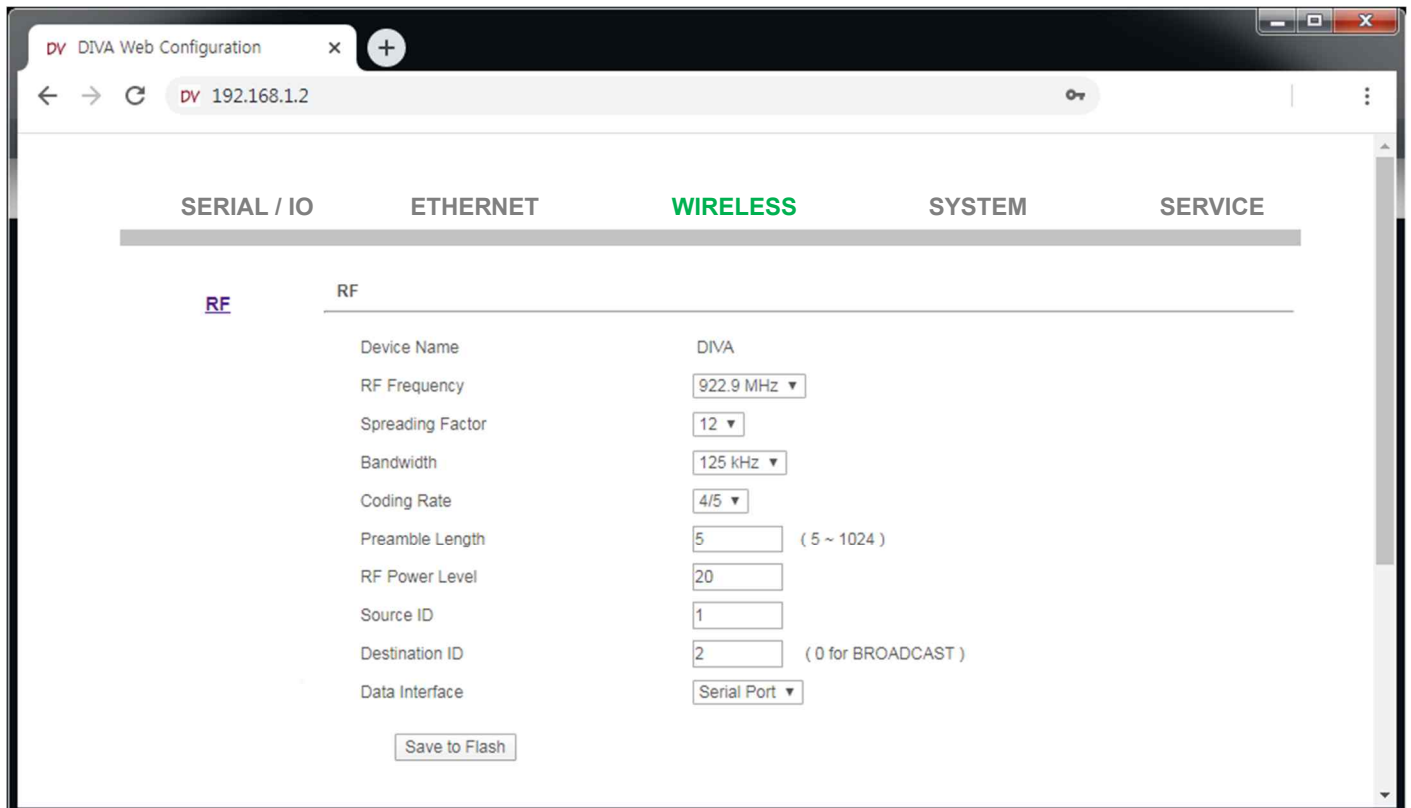 DV DIVA Web Configuration
DV 192.168.1.2
SERIAL / IO ETHERNET WIRELESS SYSTEM SERVICE
RF
RF
Device Name DIVA
RF Frequency 922.9 MHz
Spreading Factor 12
Bandwidth 125 kHz
Coding Rate 4/5
Preamble Length 5 ( 5 ~ 1024 )
RF Power Level 20
Source ID 1
Destination ID 2 ( 0 for BROADCAST )
Data Interface Serial Port
Save to Flash